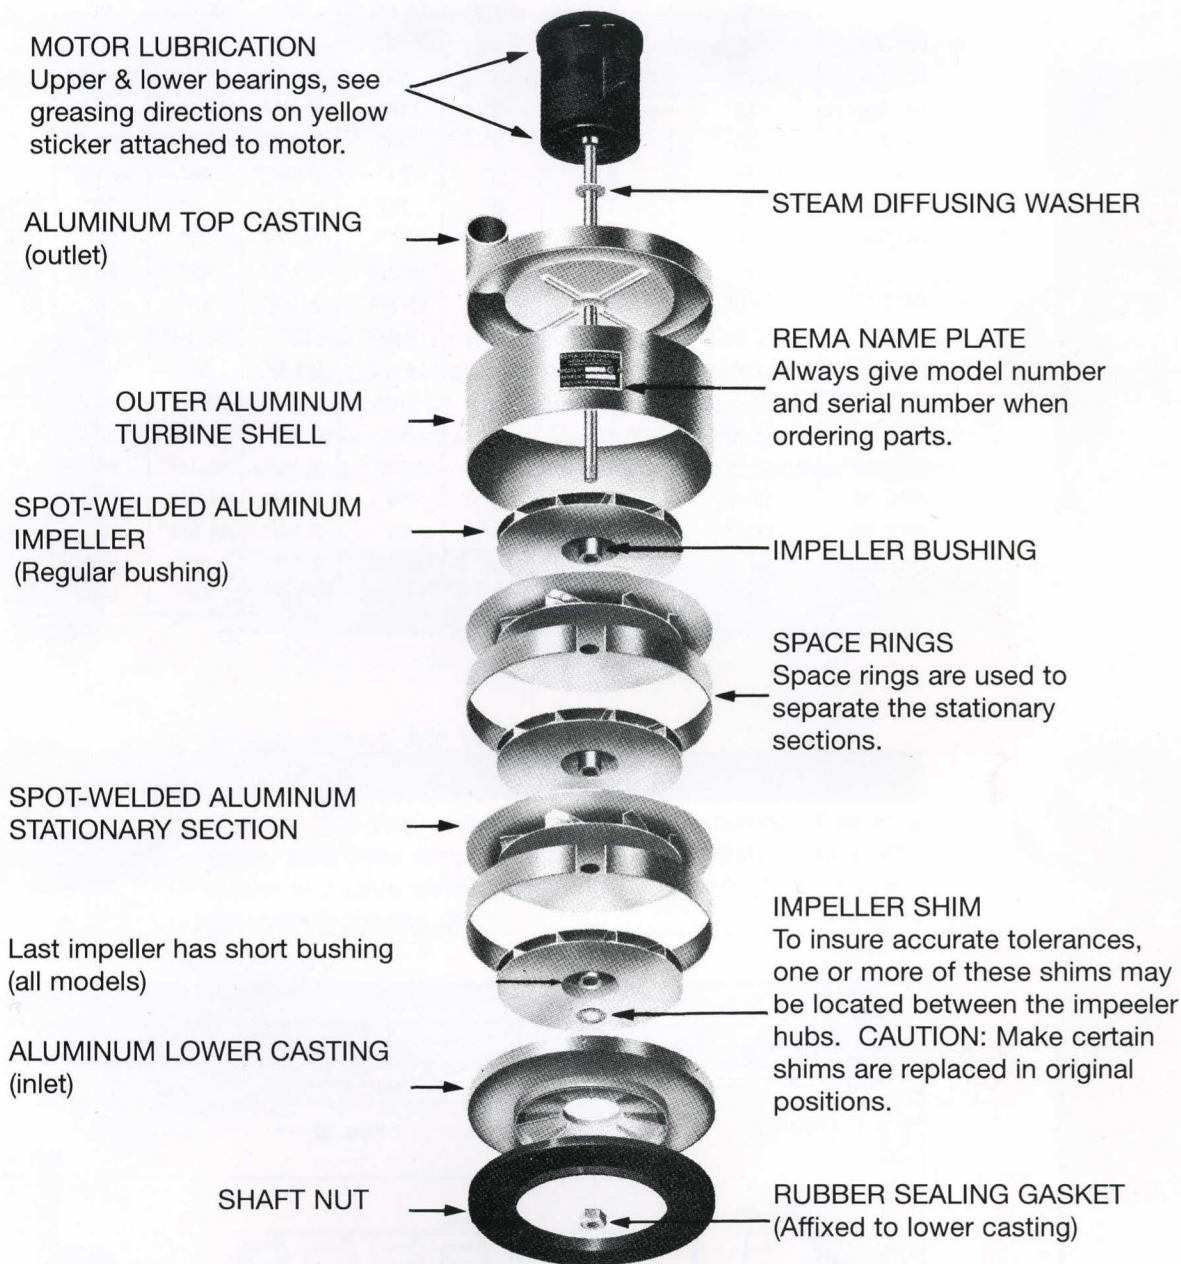 MOTOR LUBRICATION
Upper & lower bearings, see
greasing directions on yellow
sticker attached to motor.
STEAM DIFFUSING WASHER
ALUMINUM TOP CASTING
(outlet)
REMA NAME PLATE
Always give model number
and serial number when
ordering parts.
OUTER ALUMINUM
TURBINE SHELL
SPOT-WELDED ALUMINUM
IMPELLER
(Regular bushing)
IMPELLER BUSHING
SPACE RINGS
Space rings are used to
separate the stationary
sections.
SPOT-WELDED ALUMINUM
STATIONARY SECTION
Last impeller has short bushing
(all models)
IMPELLER SHIM
To insure accurate tolerances,
one or more of these shims may
be located between the impeeler
hubs. CAUTION: Make certain
shims are replaced in original
positions.
ALUMINUM LOWER CASTING
(inlet)
SHAFT NUT
RUBBER SEALING GASKET
(Affixed to lower casting)